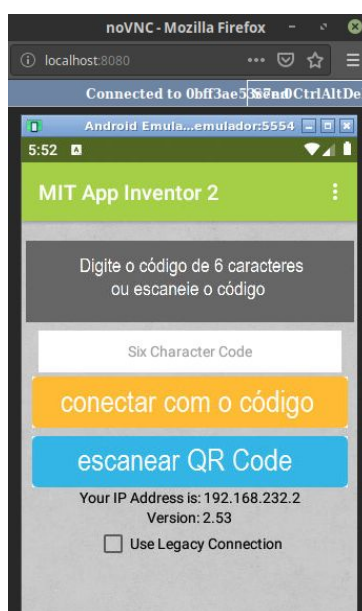 noVNC - Mozilla Firefox
localhost:8080
Connected to 0bff3ae5
CtrlAltDe
Android Emula...emulador:5554
5:52
MIT App Inventor 2
Digite o código de 6 caracteres
ou escaneie o código
Six Character Code
conectar com o código
escanear QR Code
Your IP Address is: 192.168.232.2
Version: 2.53
Use Legacy Connection